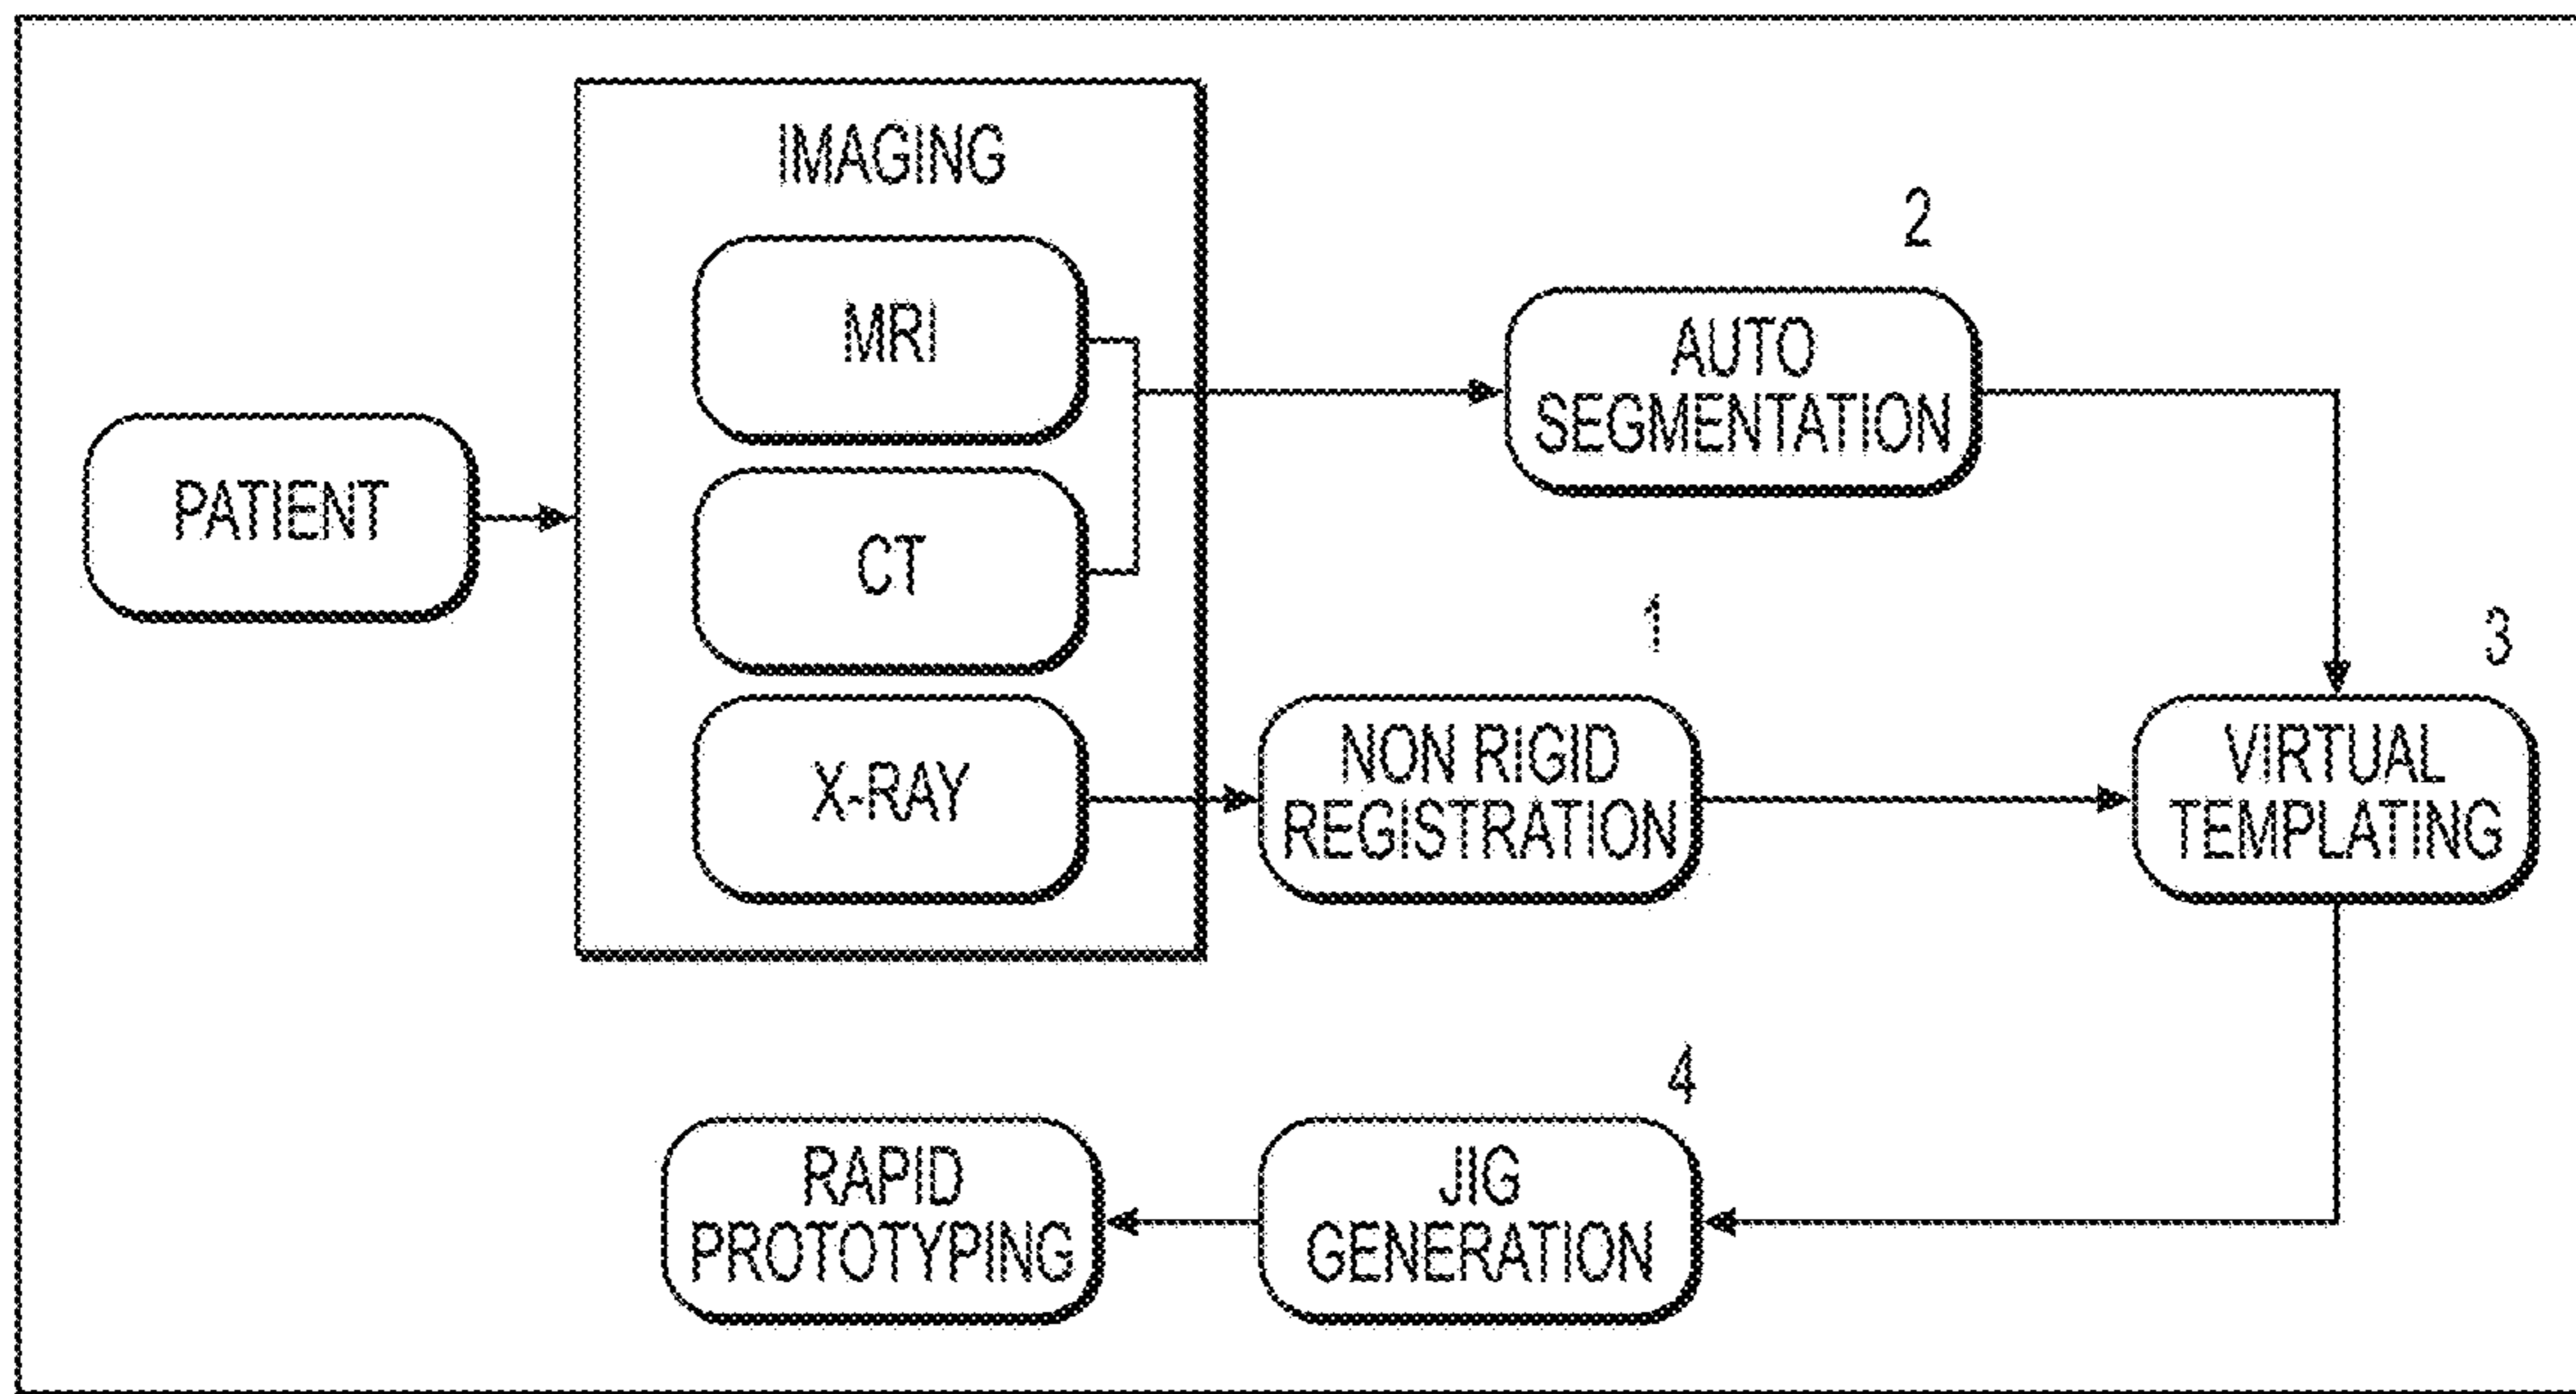 IMAGING
MRI
2
AUTO
SEGMENTATION
PATIENT
CT
1
3
X-RAY
NON RIGID
REGISTRATION
VIRTUAL
TEMPLATING
4
RAPID
PROTOTYPING
JIG
GENERATION